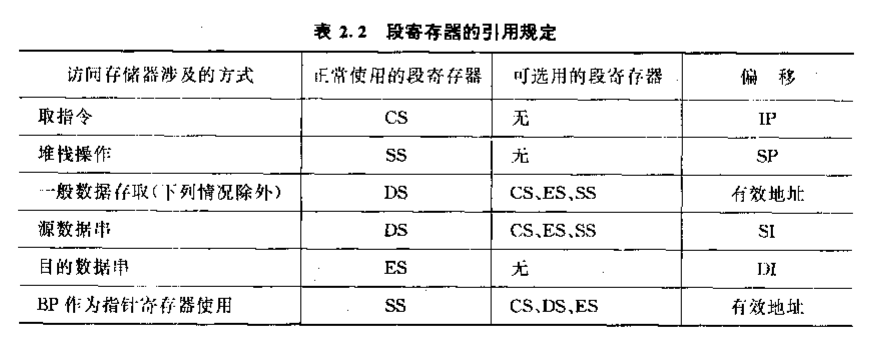 表 2.2 段寄存器的引用规定
访问存储器涉及的方式 正常使用的段寄存器 可选用的段寄存器 偏 移
取指令 CS 无 IP
堆栈操作 SS 无 SP
一般数据存取(下列情况除外) DS CS、ES、SS 有效地址
源数据串 DS CS、ES、SS SI
目的数据串 ES 无 DI
BP 作为指针寄存器使用 SS CS、DS、ES 有效地址